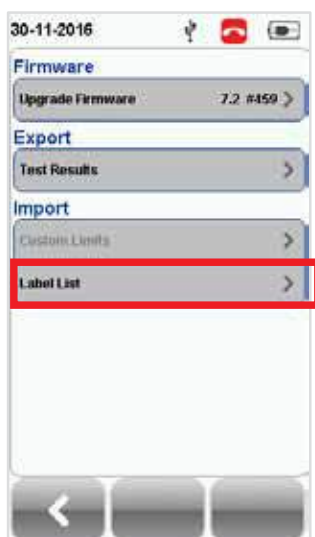 30-11-2016
Firmware
Upgrade Firmware 7.2 #459
Export
Test Results
Import
Custom Limits
Label List